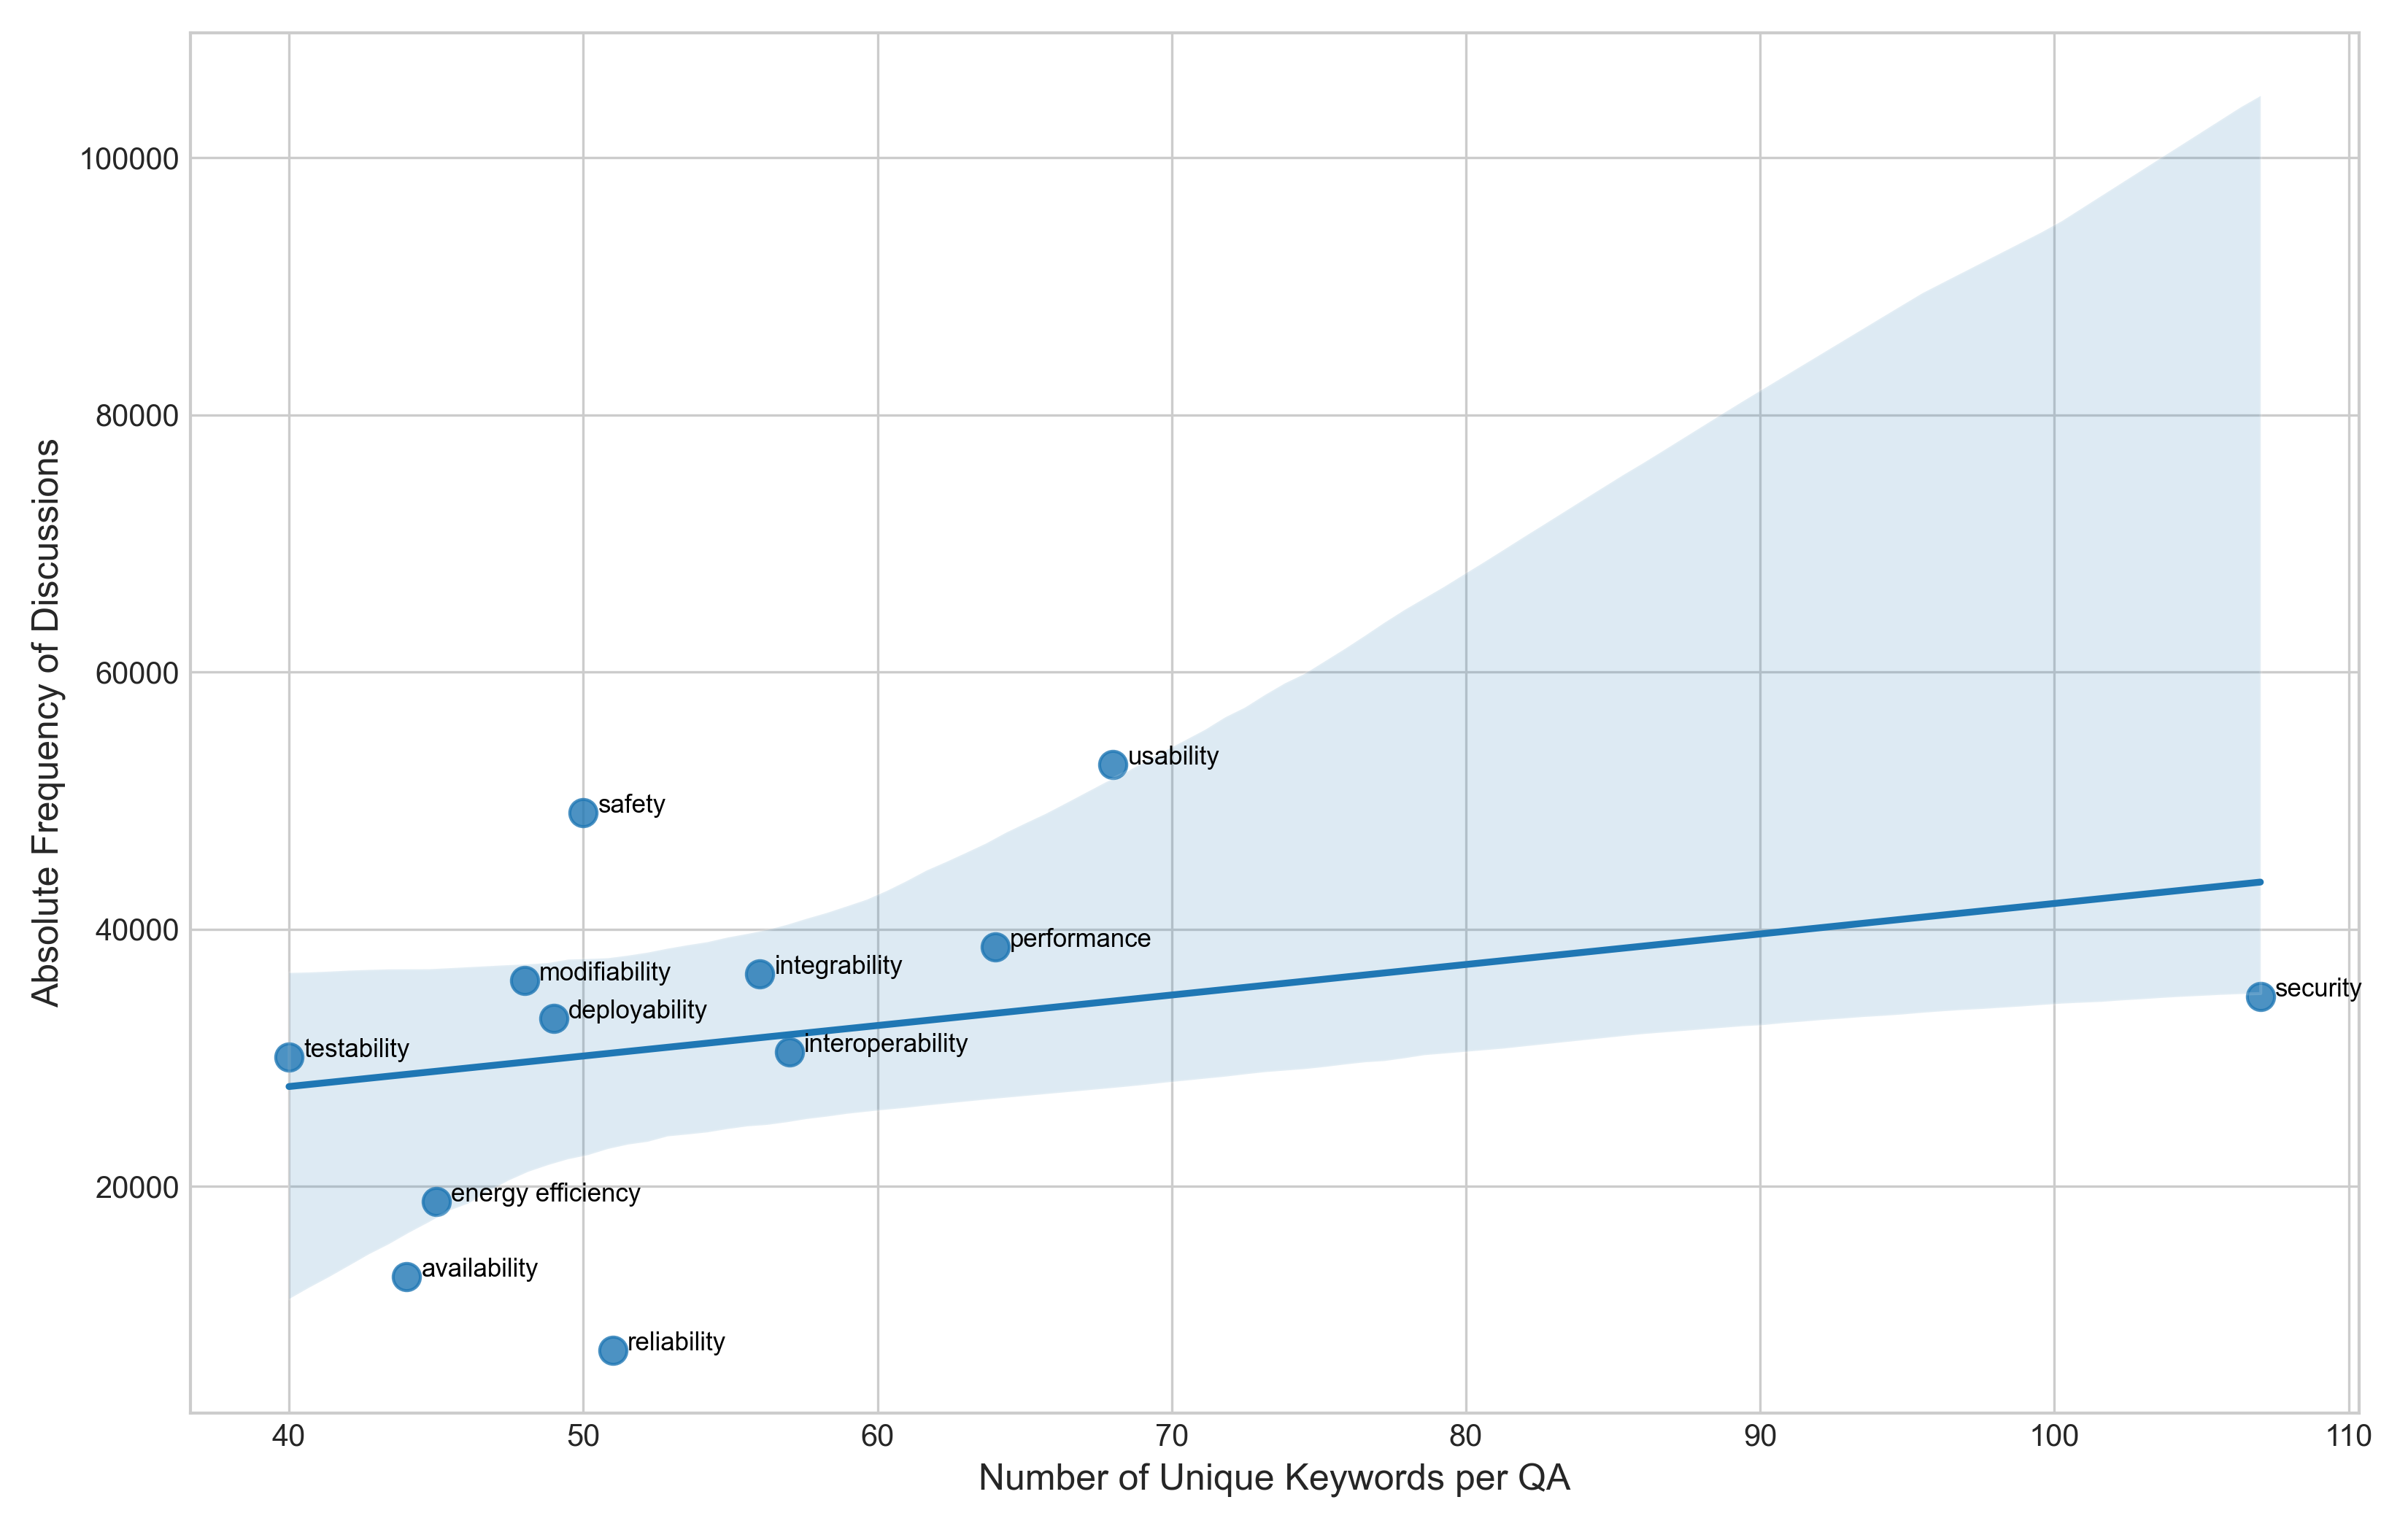 Absolute Frequency of Discussions
100000
80000
60000
40000
20000
usability
safety
performance
integrability
modifiability
security
deployability
interoperability
testability
energy efficiency
availability
reliability
40 50 60 70 80 90 100 110
Number of Unique Keywords per QA